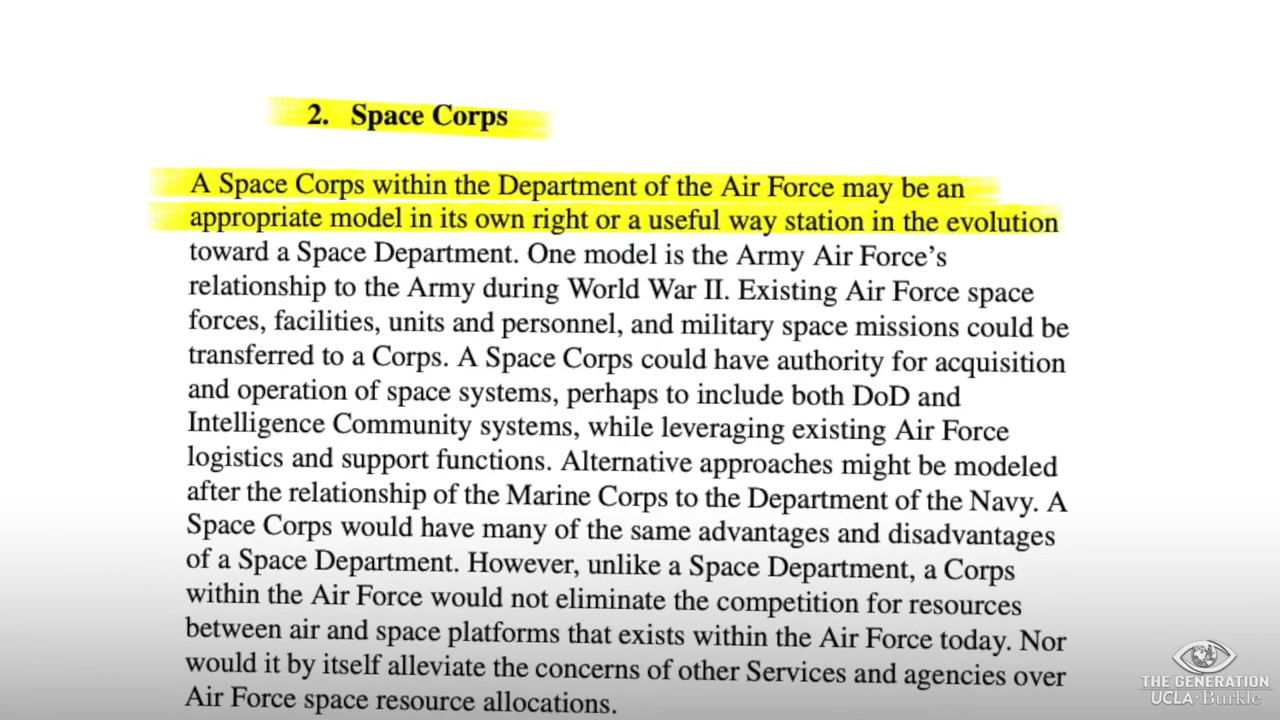 2. Space Corps
A Space Corps within the Department of the Air Force may be an
appropriate model in its own right or a useful way station in the evolution
toward a Space Department. One model is the Army Air Force's
relationship to the Army during World War II. Existing Air Force space
forces, facilities, units and personnel, and military space missions could be
transferred to a Corps. A Space Corps could have authority for acquisition
and operation of space systems, perhaps to include both DoD and
Intelligence Community systems, while leveraging existing Air Force
logistics and support functions. Alternative approaches might be modeled
after the relationship of the Marine Corps to the Department of the Navy. A
Space Corps would have many of the same advantages and disadvantages
of a Space Department. However, unlike a Space Department, a Corps
within the Air Force would not eliminate the competition for resources
between air and space platforms that exists within the Air Force today. Nor
would it by itself alleviate the concerns of other Services and agencies over
Air Force space resource allocations.
THE GENERATION
UCLA·Burkle